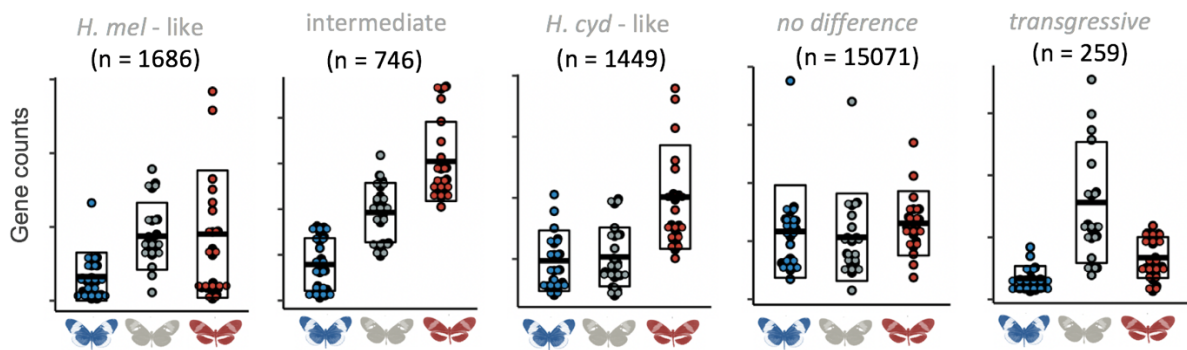 H. mel - like
(n = 1686)
intermediate
(n = 746)
H. cyd - like
(n = 1449)
no difference
(n = 15071)
transgressive
(n = 259)
Gene counts